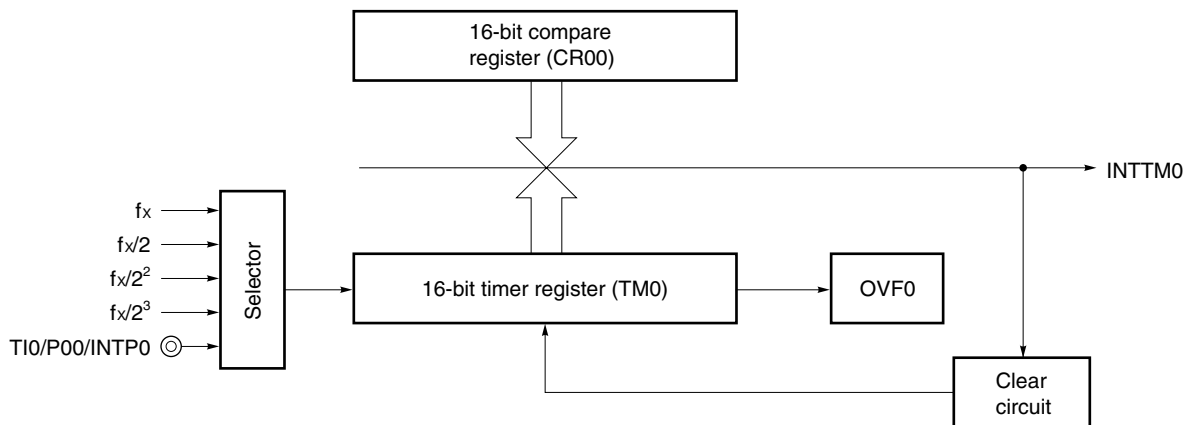 16-bit compare
register (CR00)
INTTM0
fx
fx/2
fx/2²
fx/2³
TI0/P00/INTP0
Selector
16-bit timer register (TM0)
OVF0
Clear
circuit